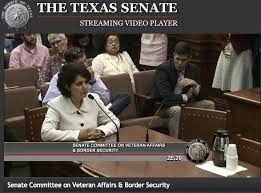 THE TEXAS SENATE
STREAMING VIDEO PLAYER
SENATE COMMITTEE ON VETERAN AFFAIRS
& BORDER SECURITY
Senate Committee on Veteran Affairs & Border Security